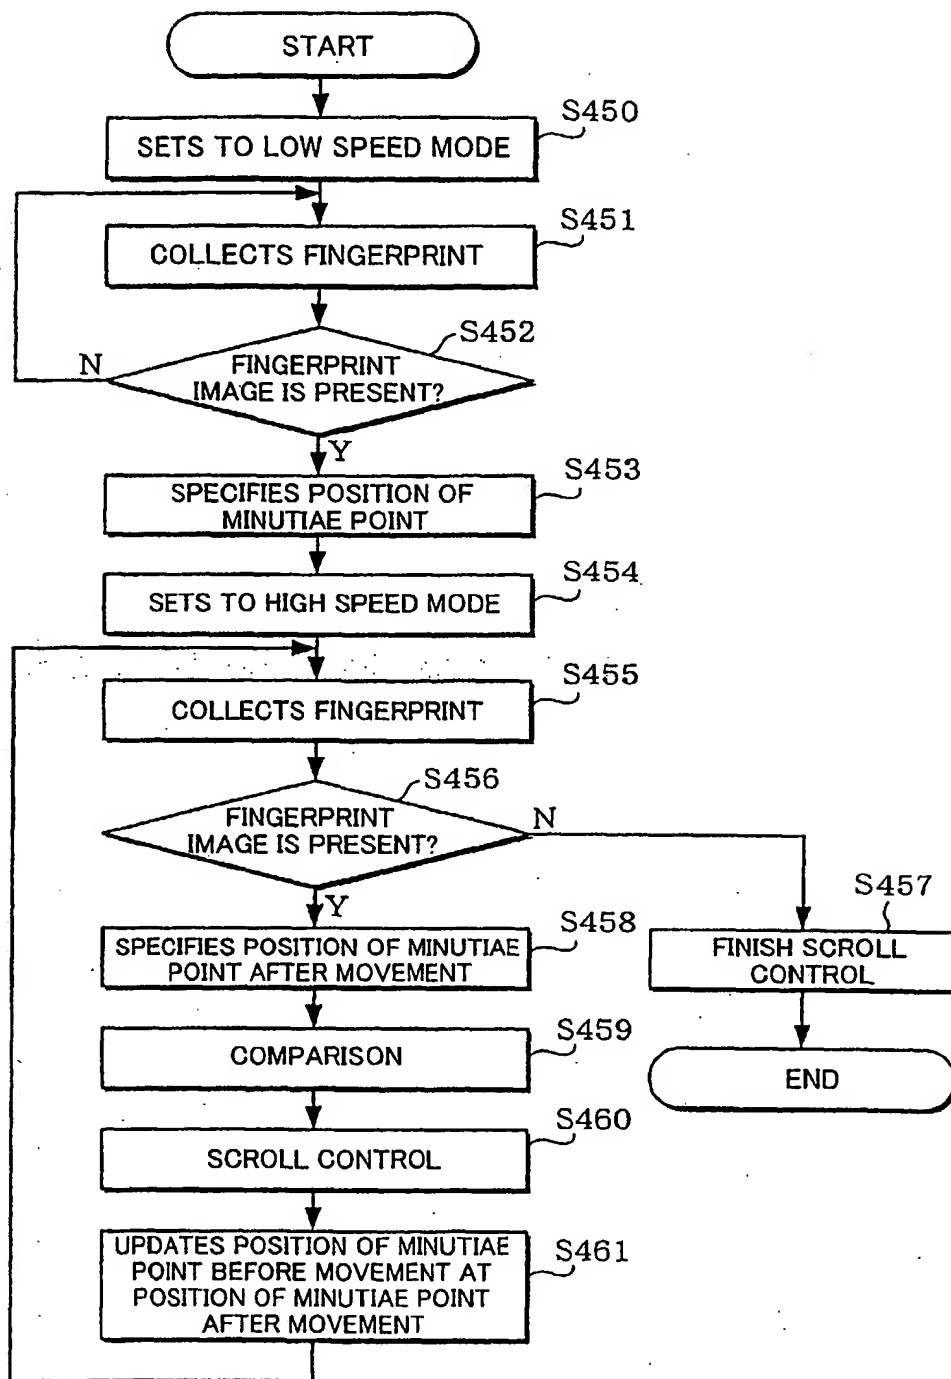 START
S450
SETS TO LOW SPEED MODE
S451
COLLECTS FINGERPRINT
S452
N
FINGERPRINT
IMAGE IS PRESENT?
Y
S453
SPECIFIES POSITION OF
MINUTIAE POINT
S454
SETS TO HIGH SPEED MODE
S455
COLLECTS FINGERPRINT
S456
FINGERPRINT
IMAGE IS PRESENT?
N
Y
S457
FINISH SCROLL
CONTROL
END
S458
SPECIFIES POSITION OF MINUTIAE
POINT AFTER MOVEMENT
S459
COMPARISON
S460
SCROLL CONTROL
S461
UPDATES POSITION OF MINUTIAE
POINT BEFORE MOVEMENT AT
POSITION OF MINUTIAE POINT
AFTER MOVEMENT